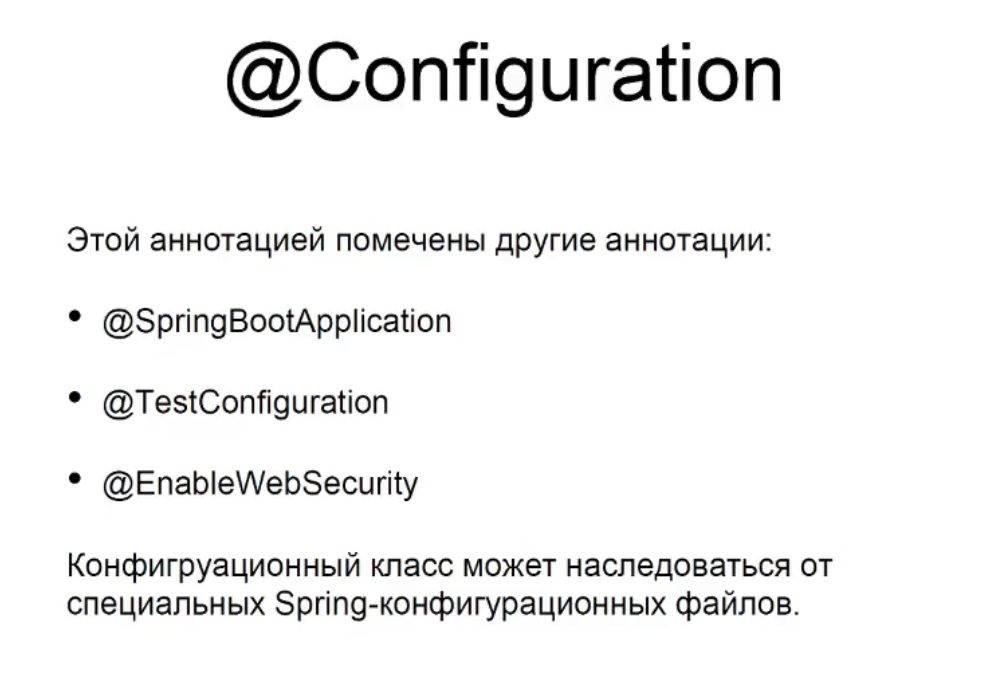 @Configuration
Этой аннотацией помечены другие аннотации:
• @SpringBootApplication
• @TestConfiguration
• @EnableWebSecurity
Конфигруационный класс может наследоваться от
специальных Spring-конфигурационных файлов.